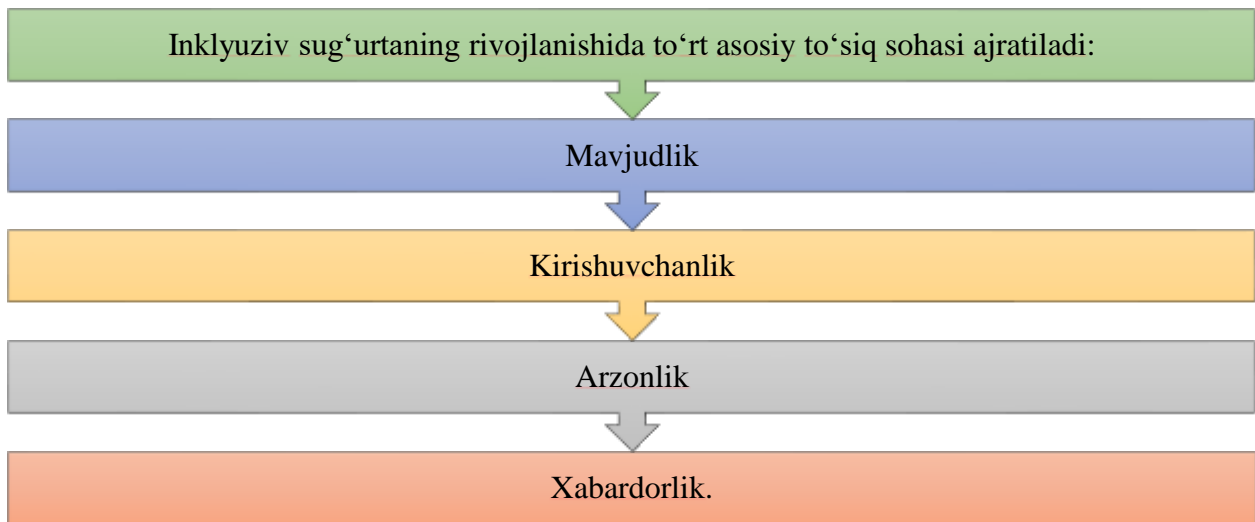 Inklyuziv sug‘urtaning rivojlanishida to‘rt asosiy to‘siq sohasi ajratiladi:
Mavjudlik
Kirishuvchanlik
Arzonlik
Xabardorlik.